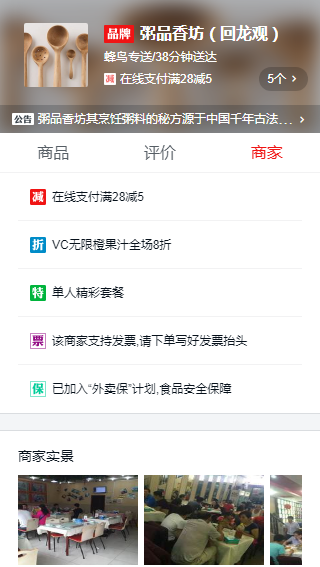 品牌 粥品香坊（回龙观）
蜂鸟专送/38分钟送达
减 在线支付满28减5
5个 >
公告 粥品香坊其烹饪粥料的秘方源于中国千年古法... >
商品 评价 商家
减 在线支付满28减5
折 VC无限橙果汁全场8折
特 单人精彩套餐
票 该商家支持发票,请下单写好发票抬头
保 已加入“外卖保”计划,食品安全保障
商家实景